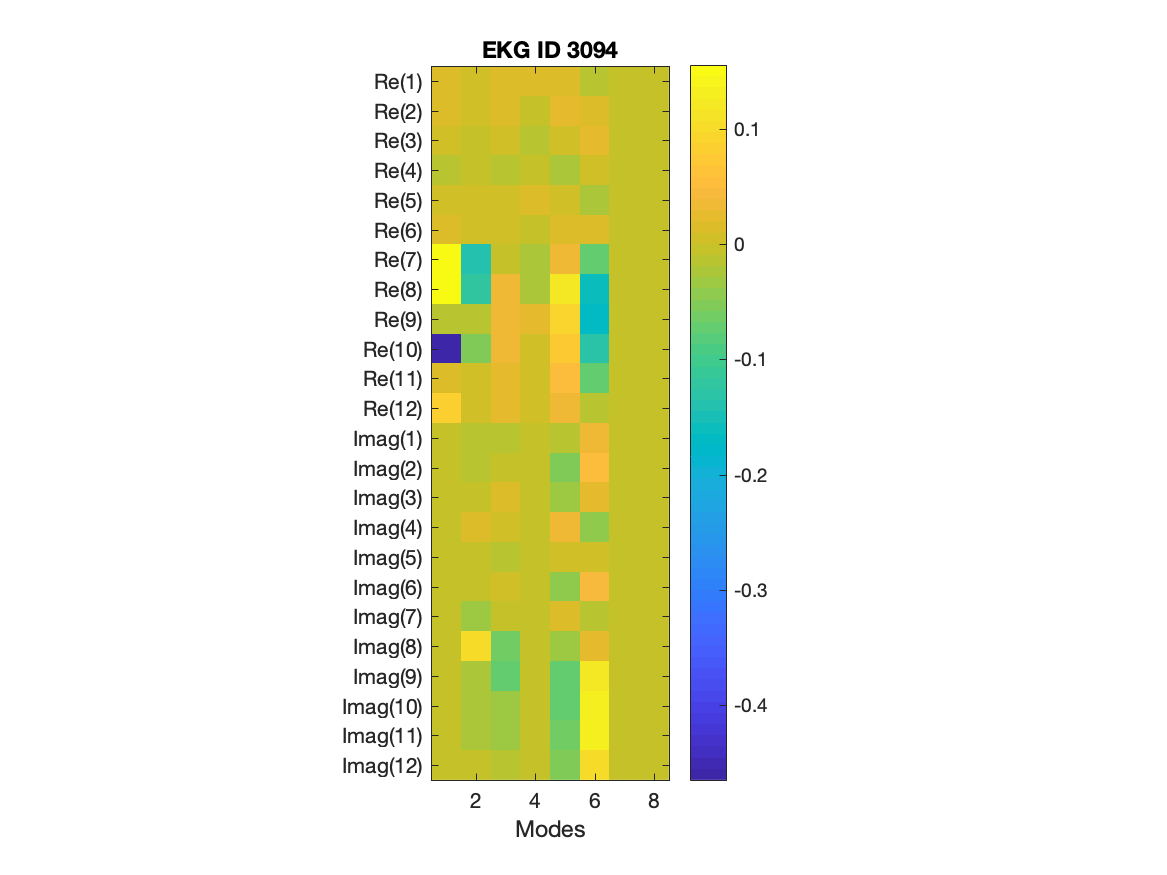 EKG ID 3094
Re(1)
Re(2)
Re(3)
Re(4)
Re(5)
Re(6)
Re(7)
Re(8)
Re(9)
Re(10)
Re(11)
Re(12)
Imag(1)
Imag(2)
Imag(3)
Imag(4)
Imag(5)
Imag(6)
Imag(7)
Imag(8)
Imag(9)
Imag(10)
Imag(11)
Imag(12)
2 4 6 8
Modes
0.1
0
-0.1
-0.2
-0.3
-0.4